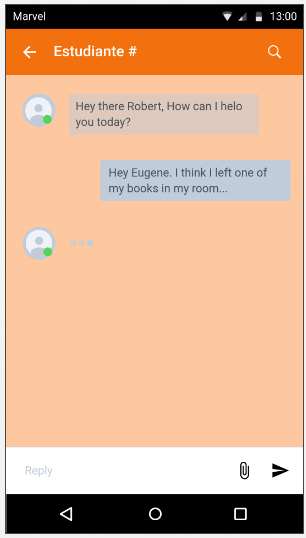 Marvel 13:00
Estudiante #
Hey there Robert, How can I helo
you today?
Hey Eugene. I think I left one of
my books in my room...
Reply